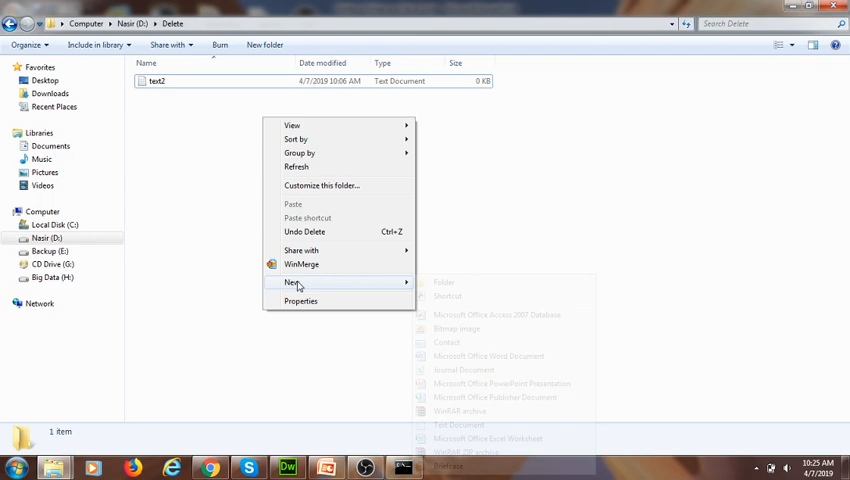 Computer Nasir (D:) Delete
Search Delete
Organize Include in library Share with Burn New folder
Favorites
Desktop
Downloads
Recent Places
Libraries
Documents
Music
Pictures
Videos
Computer
Local Disk (C:)
Nasir (D:)
Backup (E:)
CD Drive (G:)
Big Data (H:)
Network
Name Date modified Type Size
text2 4/7/2019 10:06 AM Text Document 0 KB
View
Sort by
Group by
Refresh
Customize this folder...
Paste
Paste shortcut
Undo Delete Ctrl+Z
Share with
WinMerge
New
Properties
Folder
Shortcut
Microsoft Office Access 2007 Database
Bitmap image
Contact
Microsoft Office Word Document
Journal Document
Microsoft Office PowerPoint Presentation
Microsoft Office Publisher Document
WinRAR archive
Text Document
Microsoft Office Excel Worksheet
WinRAR ZIP archive
Briefcase
1 item
Dw
10:25 AM
4/7/2019